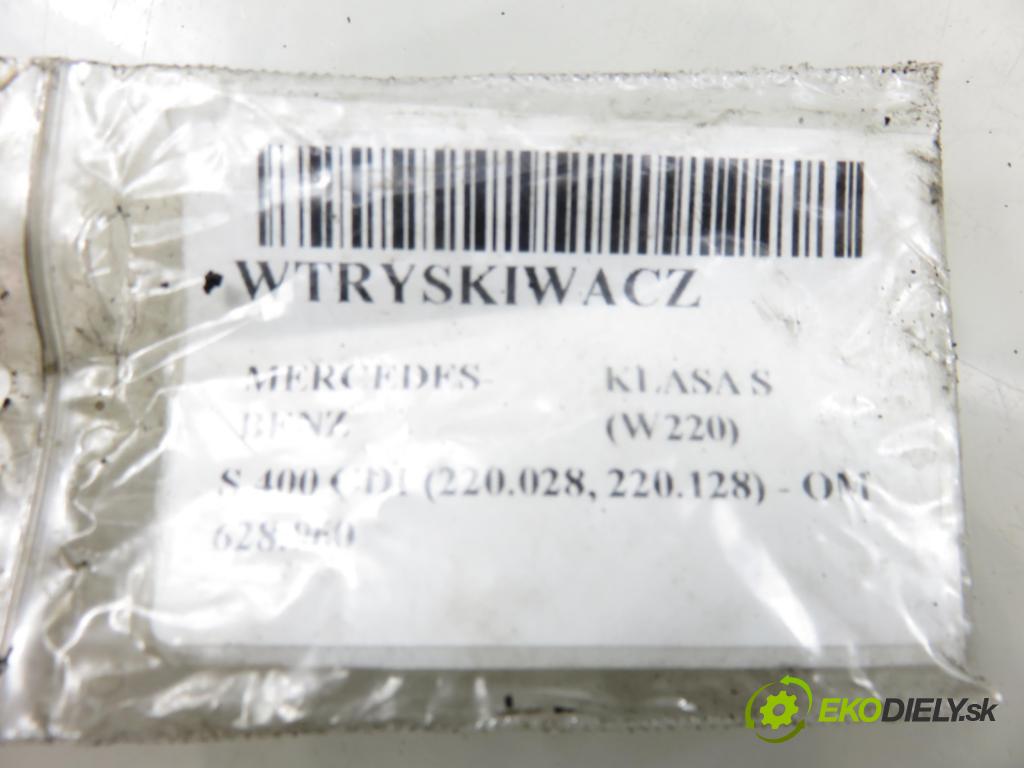 WTRYSKIWACZ
MERCEDES-
BENZ
KLASA S
(W220)
S 400 CDI (220.028, 220.128) - OM
628.960
EKODIELY.sk